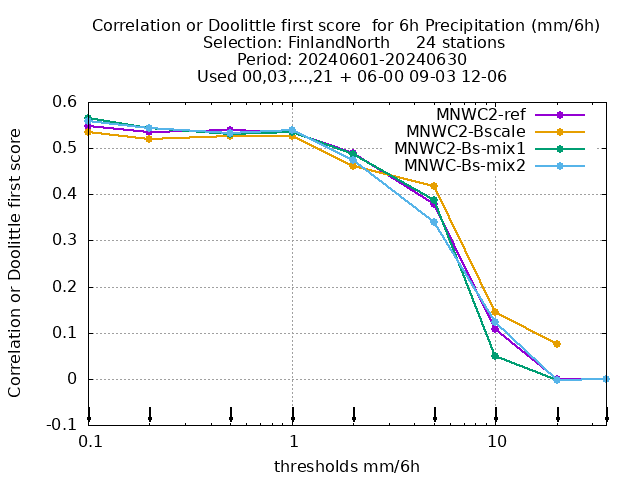 Correlation or Doolittle first score  for 6h Precipitation (mm/6h)
Selection: FinlandNorth     24 stations
Period: 20240601-20240630
Used 00,03,...,21 + 06-00 09-03 12-06
MNWC2-ref
MNWC2-Bscale
MNWC2-Bs-mix1
MNWC-Bs-mix2
Correlation or Doolittle first score
0.6
0.5
0.4
0.3
0.2
0.1
0
-0.1
0.1 1 10
thresholds mm/6h